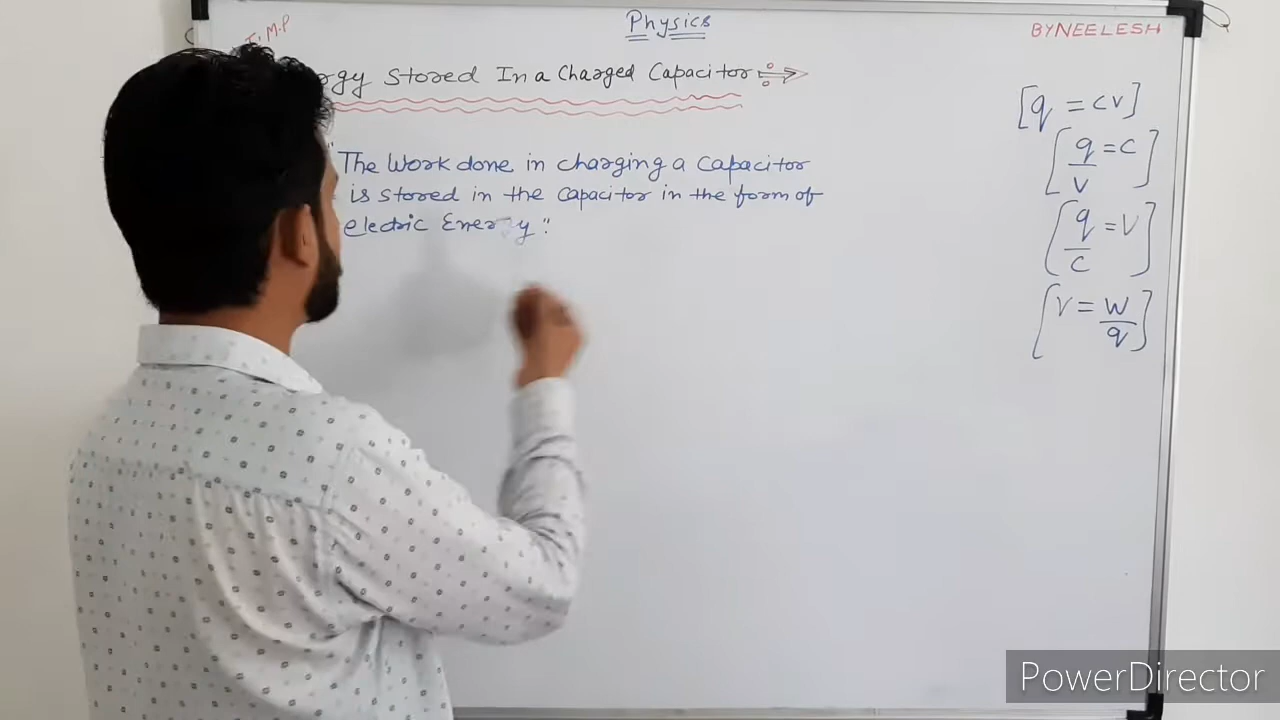 Physics
BYNEELESH
Stored In a Charged Capacitor
"The Work done in charging a Capacitor
is stored in the Capacitor in the form of
electric Energy"
[q = cv]
[q/v = c]
[q/c = V]
[V = w/q]
PowerDirector